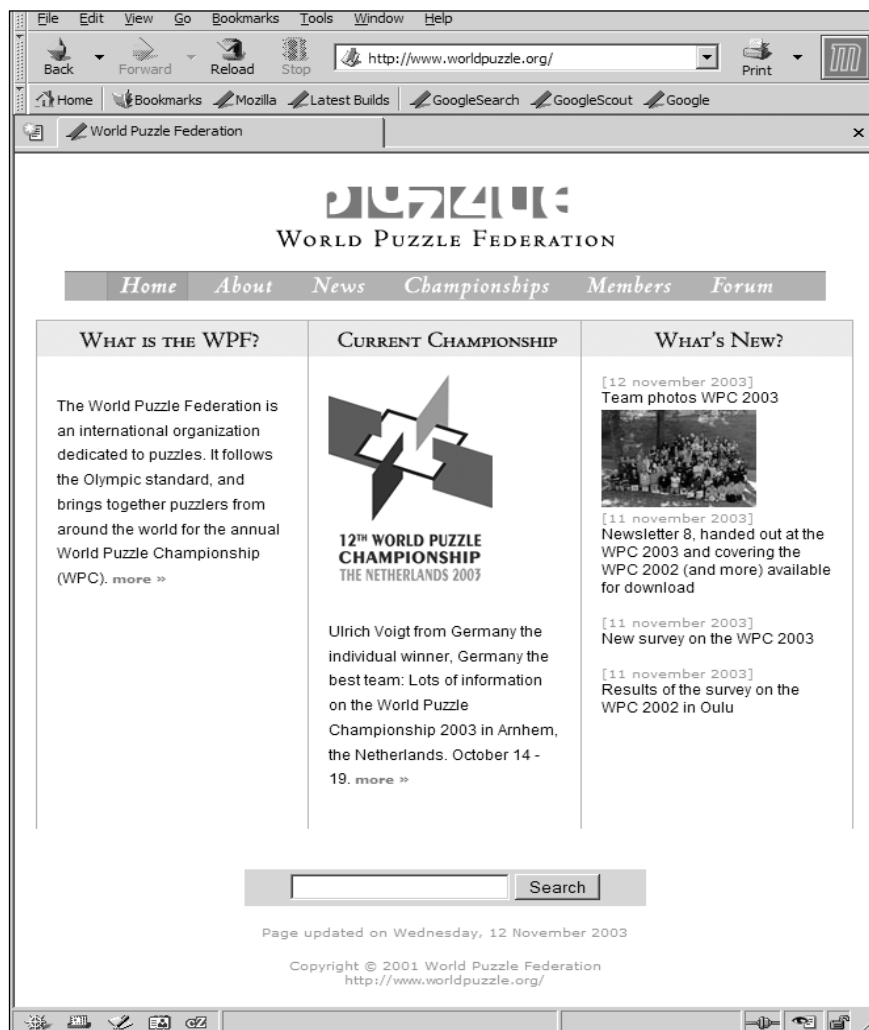 File Edit View Go Bookmarks Tools Window Help
Back Forward Reload Stop http://www.worldpuzzle.org/ Print
Home Bookmarks Mozilla Latest Builds GoogleSearch GoogleScout Google
World Puzzle Federation
puzzle
WORLD PUZZLE FEDERATION
Home About News Championships Members Forum
WHAT IS THE WPF?
The World Puzzle Federation is
an international organization
dedicated to puzzles. It follows
the Olympic standard, and
brings together puzzlers from
around the world for the annual
World Puzzle Championship
(WPC). more »
CURRENT CHAMPIONSHIP
12TH WORLD PUZZLE
CHAMPIONSHIP
THE NETHERLANDS 2003
Ulrich Voigt from Germany the
individual winner, Germany the
best team: Lots of information
on the World Puzzle
Championship 2003 in Arnhem,
the Netherlands. October 14 -
19. more »
WHAT'S NEW?
[12 november 2003]
Team photos WPC 2003
[11 november 2003]
Newsletter 8, handed out at the
WPC 2003 and covering the
WPC 2002 (and more) available
for download
[11 november 2003]
New survey on the WPC 2003
[11 november 2003]
Results of the survey on the
WPC 2002 in Oulu
Search
Page updated on Wednesday, 12 November 2003
Copyright © 2001 World Puzzle Federation
http://www.worldpuzzle.org/
cZ